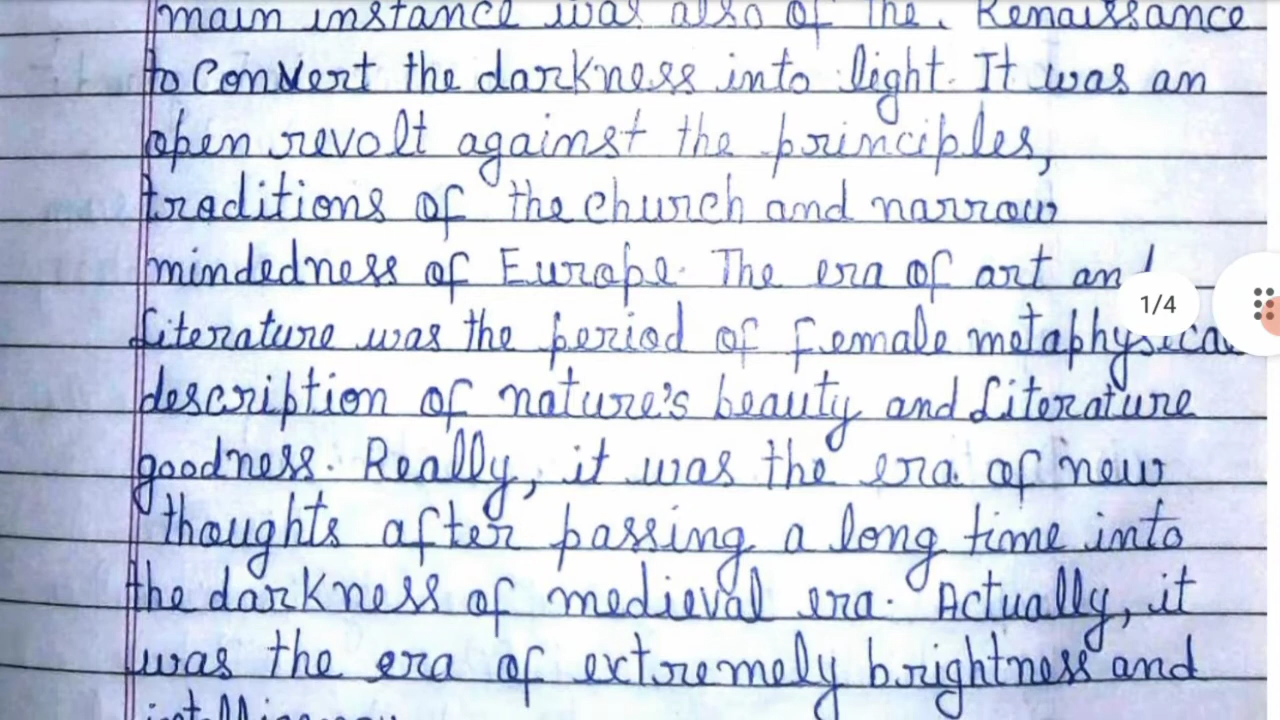 main instance was also of the. Renaissance
to convert the darkness into light. It was an
open revolt against the principles,
traditions of the church and narrow
mindedness of Europe. The era of art and
1/4
Literature was the period of female metaphysical
description of nature's beauty and Literature
goodness. Really, it was the era of new
thoughts after passing a long time into
the darkness of medieval era. Actually, it
was the era of extremely brightness and